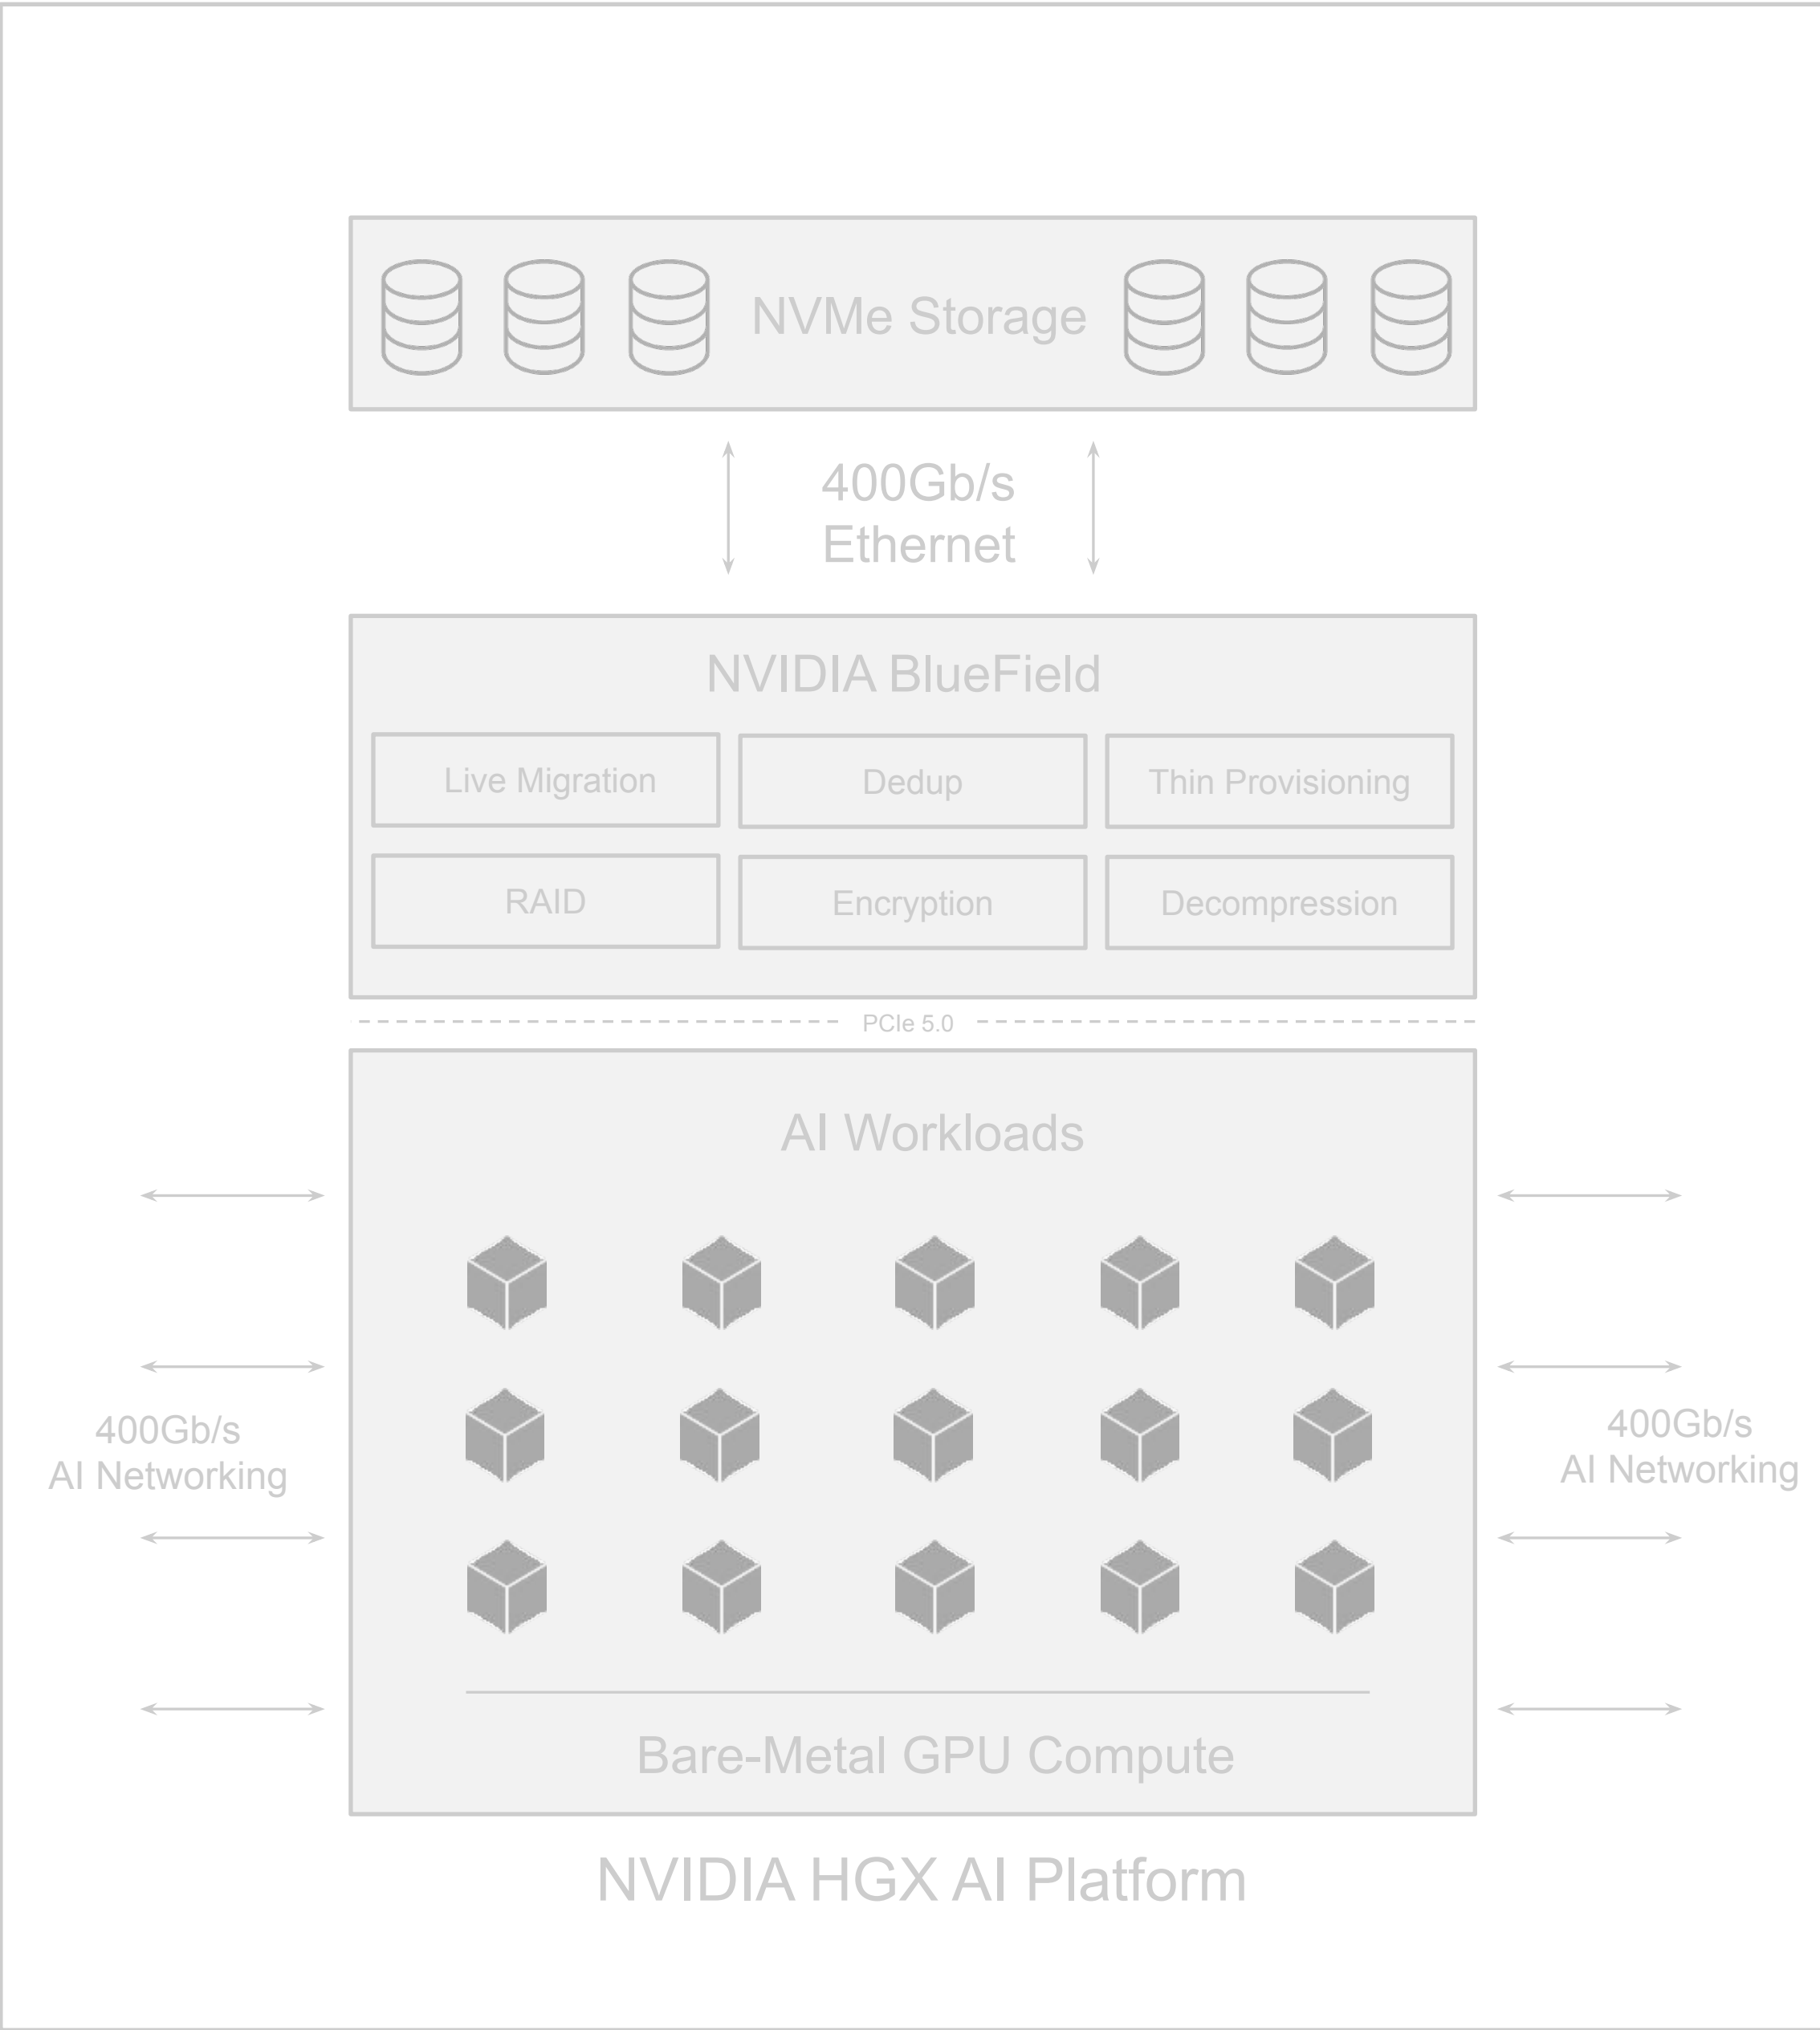 NVMe Storage
400Gb/s
Ethernet
NVIDIA BlueField
Live Migration
Dedup
Thin Provisioning
RAID
Encryption
Decompression
PCIe 5.0
AI Workloads
400Gb/s
AI Networking
400Gb/s
AI Networking
Bare-Metal GPU Compute
NVIDIA HGX AI Platform